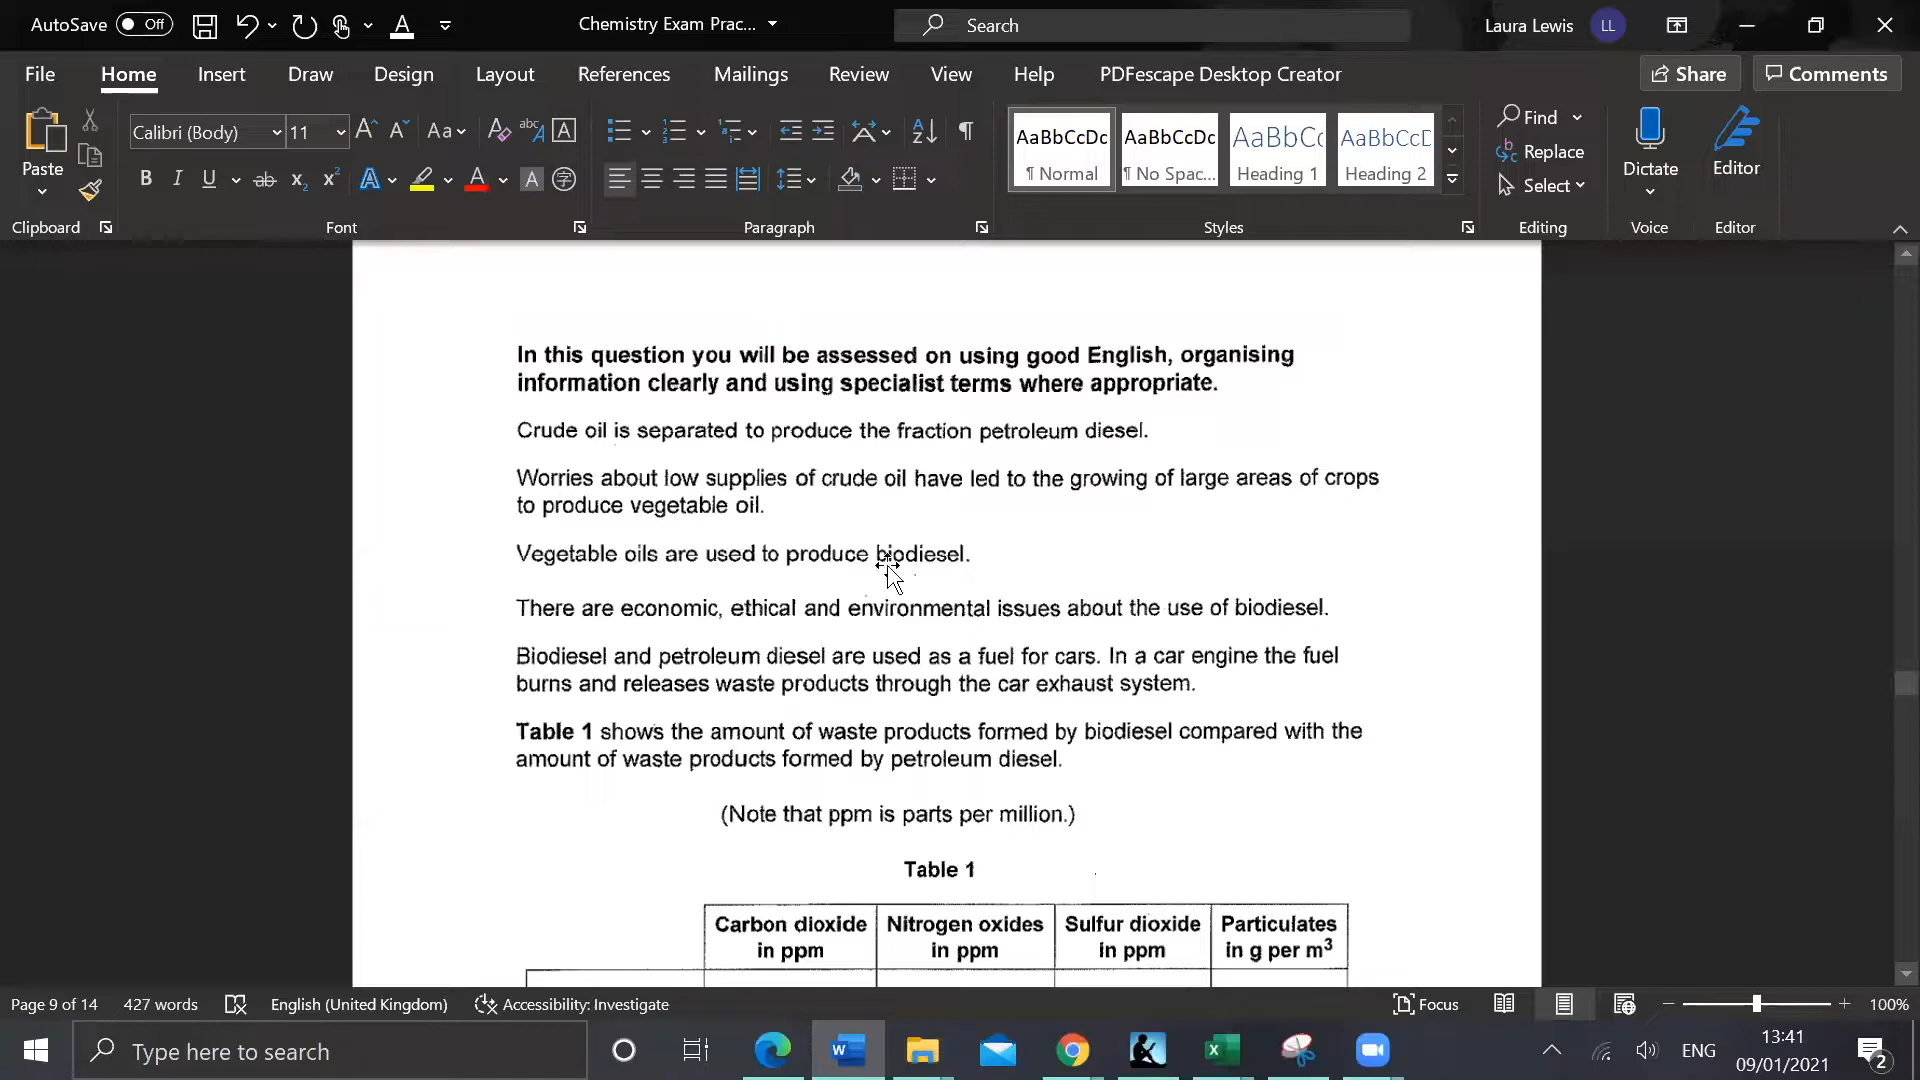 AutoSave Off Chemistry Exam Prac... Search Laura Lewis LL
File Home Insert Draw Design Layout References Mailings Review View Help PDFescape Desktop Creator Share Comments
Paste
Calibri (Body) 11
Aa
AaBbCcDc AaBbCcDc AaBbCc AaBbCcD
¶ Normal ¶ No Spac... Heading 1 Heading 2
Find
Replace
Select
Dictate
Editor
Clipboard Font Paragraph Styles Editing Voice Editor
In this question you will be assessed on using good English, organising
information clearly and using specialist terms where appropriate.
Crude oil is separated to produce the fraction petroleum diesel.
Worries about low supplies of crude oil have led to the growing of large areas of crops
to produce vegetable oil.
Vegetable oils are used to produce biodiesel.
There are economic, ethical and environmental issues about the use of biodiesel.
Biodiesel and petroleum diesel are used as a fuel for cars. In a car engine the fuel
burns and releases waste products through the car exhaust system.
Table 1 shows the amount of waste products formed by biodiesel compared with the
amount of waste products formed by petroleum diesel.
(Note that ppm is parts per million.)
Table 1
Carbon dioxide in ppm
Nitrogen oxides in ppm
Sulfur dioxide in ppm
Particulates in g per m³
Page 9 of 14 427 words English (United Kingdom) Accessibility: Investigate Focus 100%
Type here to search
ENG
13:41
09/01/2021
2